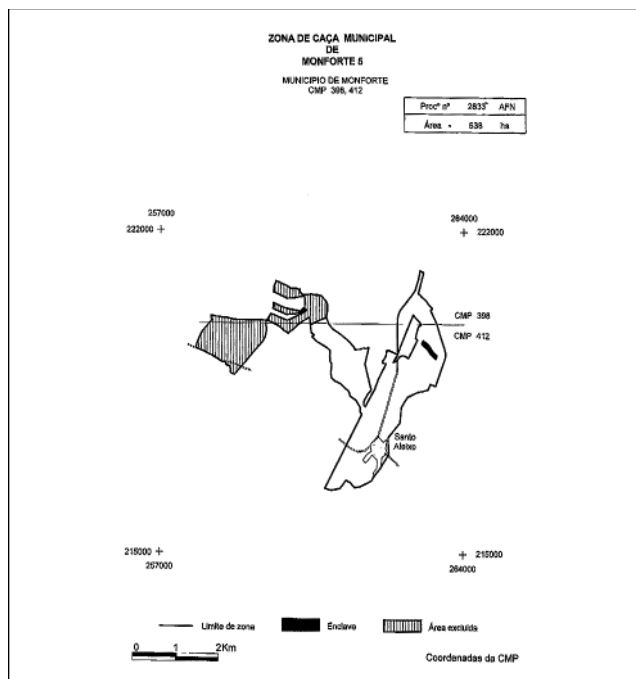 ZONA DE CAÇA MUNICIPAL
DE
MONFORTE 5
MUNICIPIO DE MONFORTE
CMP 398, 412
Procº nº 2833 AFN
Área - 638 ha
257000
222000
264000
222000
CMP 398
CMP 412
Santo
Aleixo
215000
257000
215000
264000
Limite de zona
Enclave
Área excluída
0 1 2Km
Coordenadas da CMP